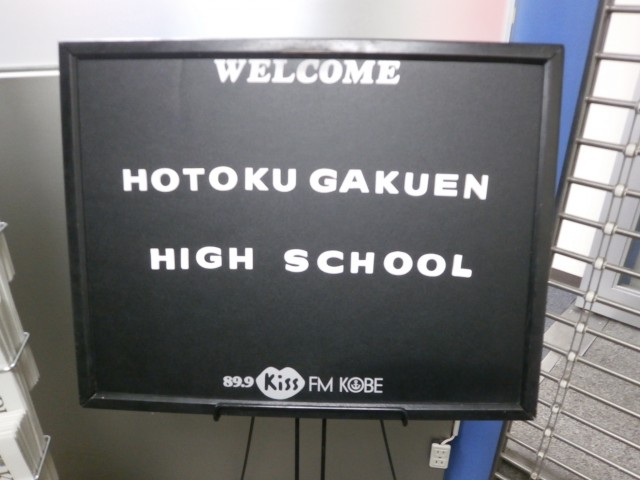 WELCOME
HOTOKU GAKUEN
HIGH SCHOOL
89.9 Kiss FM KOBE